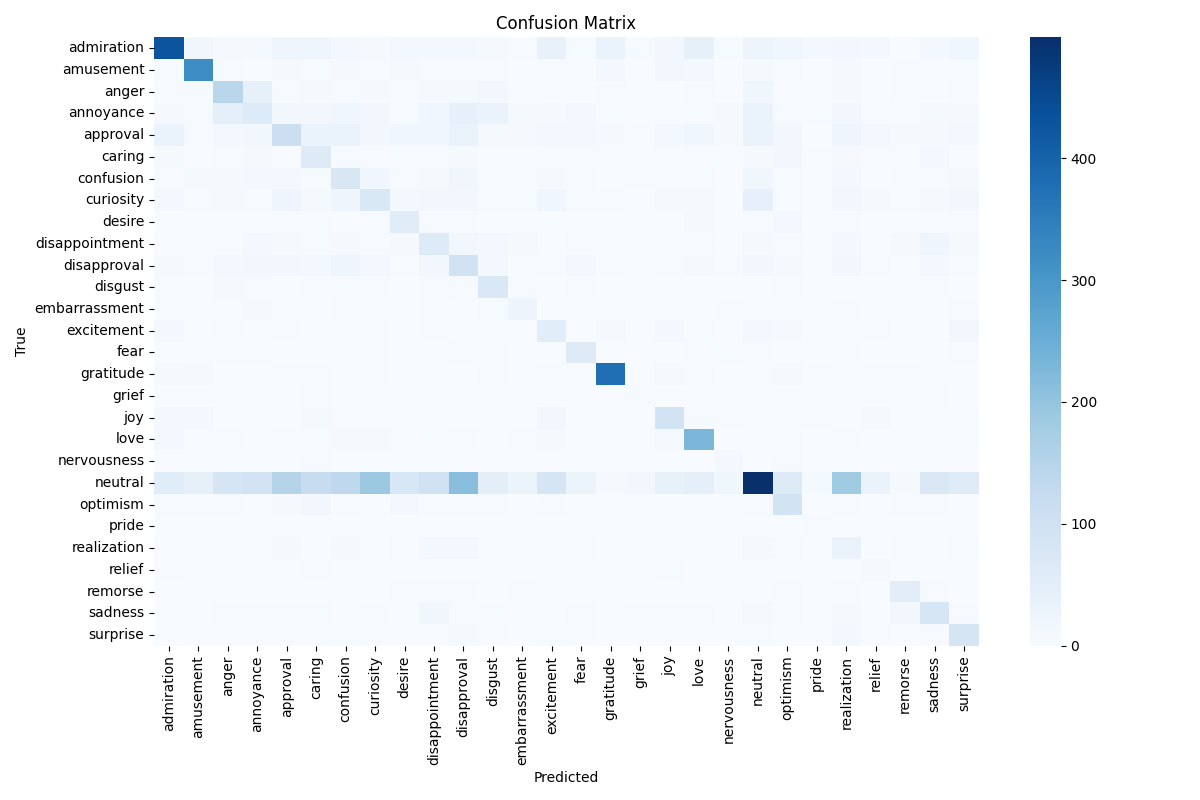 Confusion Matrix
True
admiration
amusement
anger
annoyance
approval
caring
confusion
curiosity
desire
disappointment
disapproval
disgust
embarrassment
excitement
fear
gratitude
grief
joy
love
nervousness
neutral
optimism
pride
realization
relief
remorse
sadness
surprise
admiration
amusement
anger
annoyance
approval
caring
confusion
curiosity
desire
disappointment
disapproval
disgust
embarrassment
excitement
fear
gratitude
grief
joy
love
nervousness
neutral
optimism
pride
realization
relief
remorse
sadness
surprise
Predicted
400
300
200
100
0